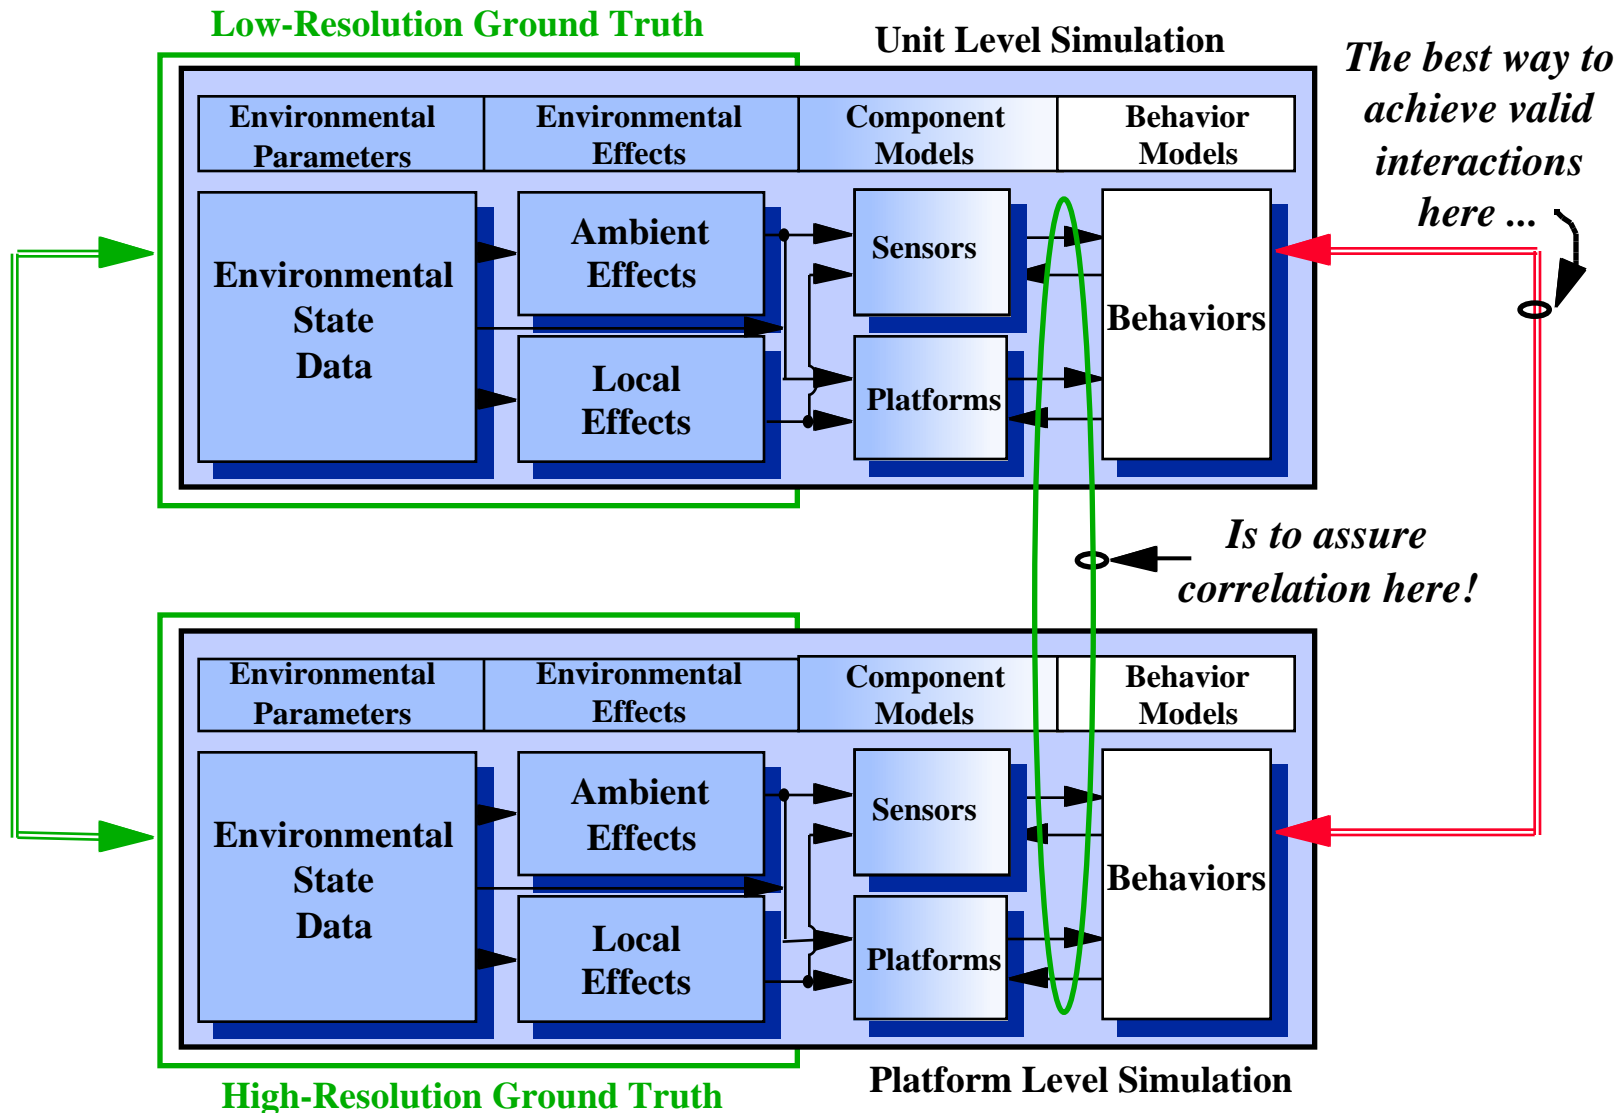 Low-Resolution Ground Truth
Unit Level Simulation
The best way to
achieve valid
interactions
here ...
Environmental
Parameters
Environmental
Effects
Component
Models
Behavior
Models
Environmental
State
Data
Ambient
Effects
Local
Effects
Sensors
Platforms
Behaviors
Is to assure
correlation here!
Environmental
Parameters
Environmental
Effects
Component
Models
Behavior
Models
Environmental
State
Data
Ambient
Effects
Local
Effects
Sensors
Platforms
Behaviors
Platform Level Simulation
High-Resolution Ground Truth